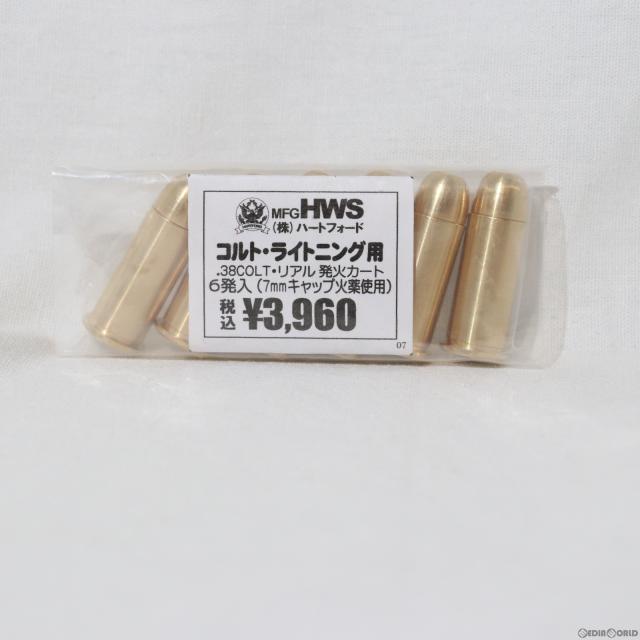 MFG HWS
(株)ハートフォード
コルト・ライトニング用
.38COLT・リアル 発火カート
6発入(7mmキャップ火薬使用)
税込 ¥3,960
07
©MEDIAWORLD